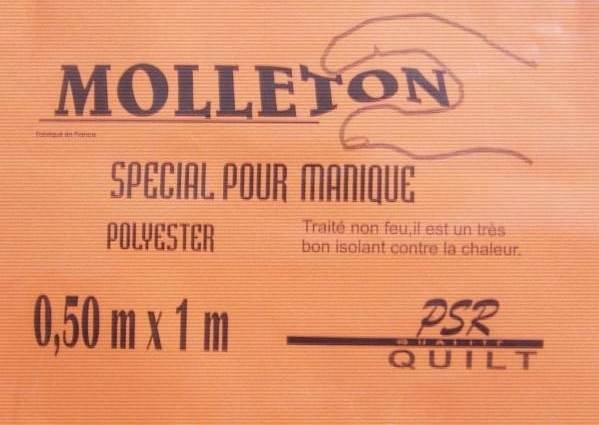 MOLLETON
Fabriqué en France
SPECIAL POUR MANIQUE
POLYESTER
Traité non feu,il est un très
bon isolant contre la chaleur.
0,50 m x 1 m
PSR
QUALITY
QUILT